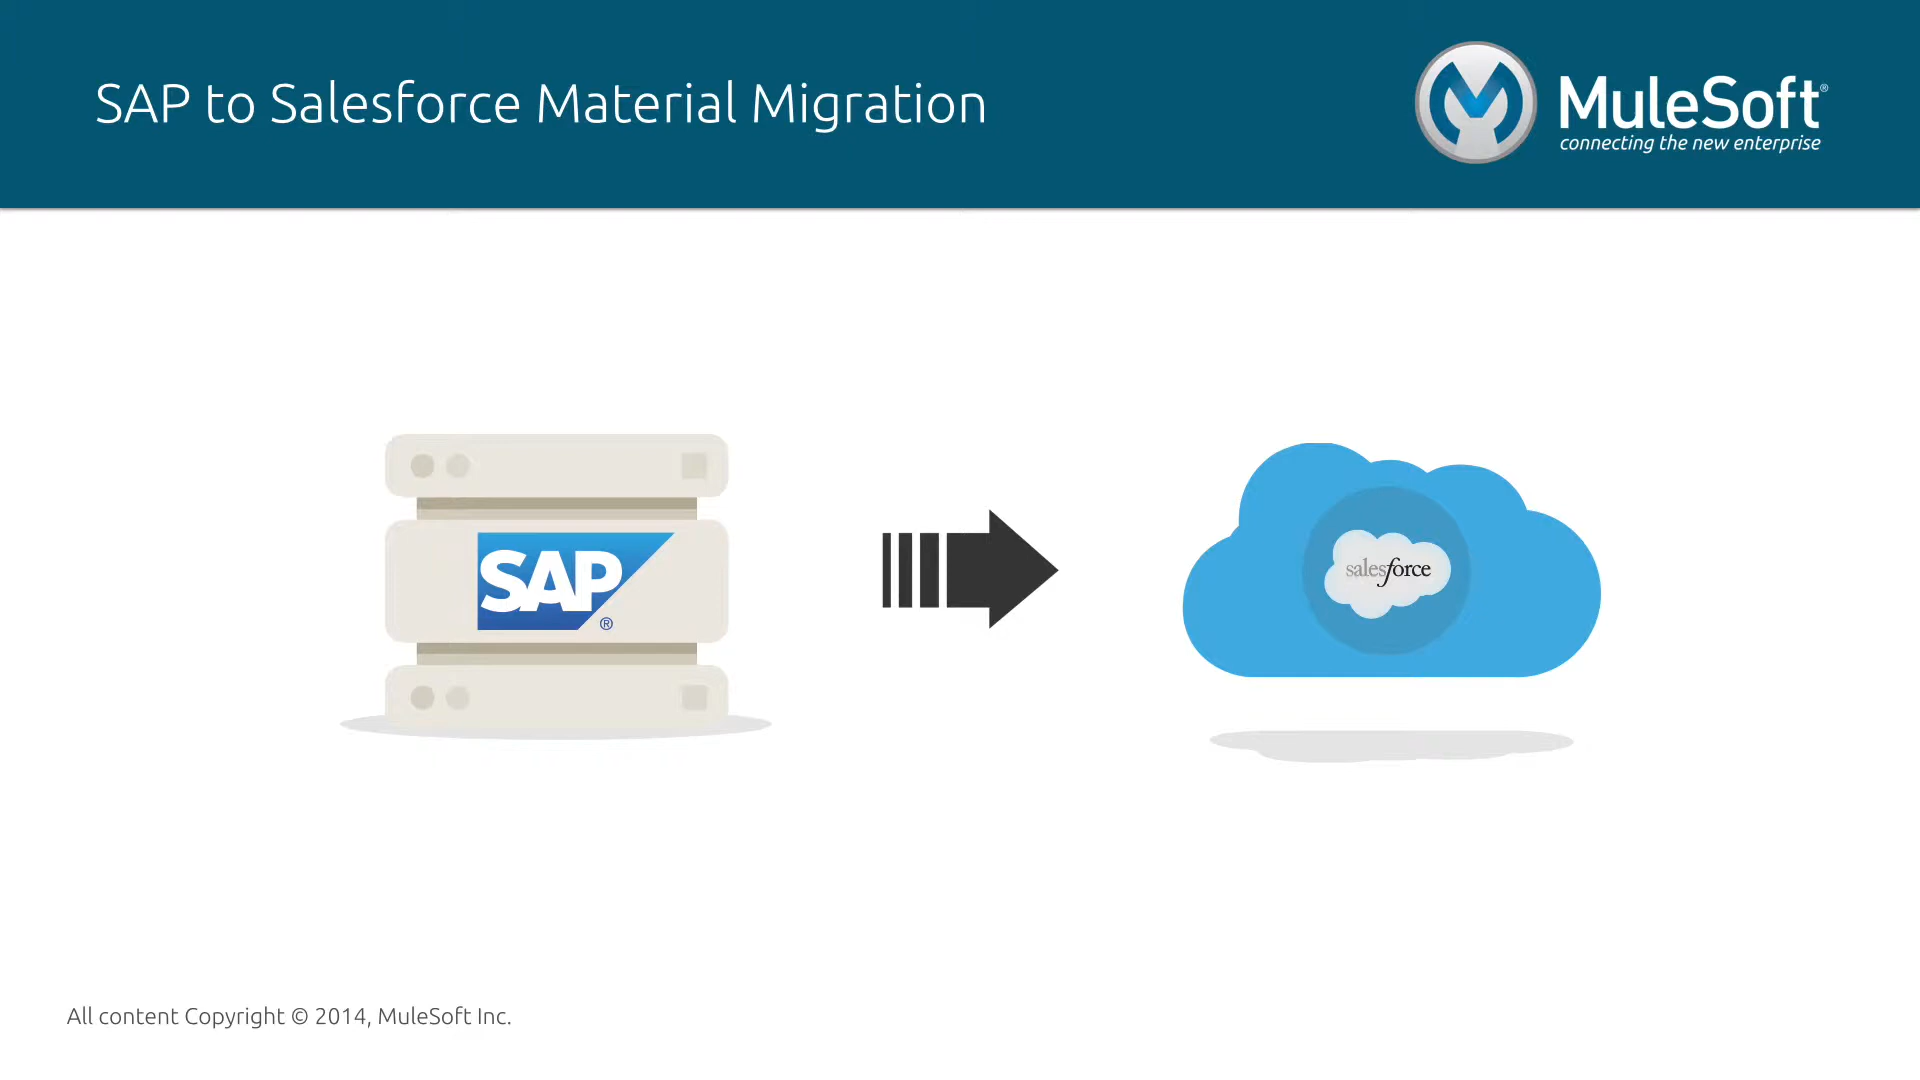 SAP to Salesforce Material Migration
MuleSoft®
connecting the new enterprise
SAP
®
salesforce
All content Copyright © 2014, MuleSoft Inc.